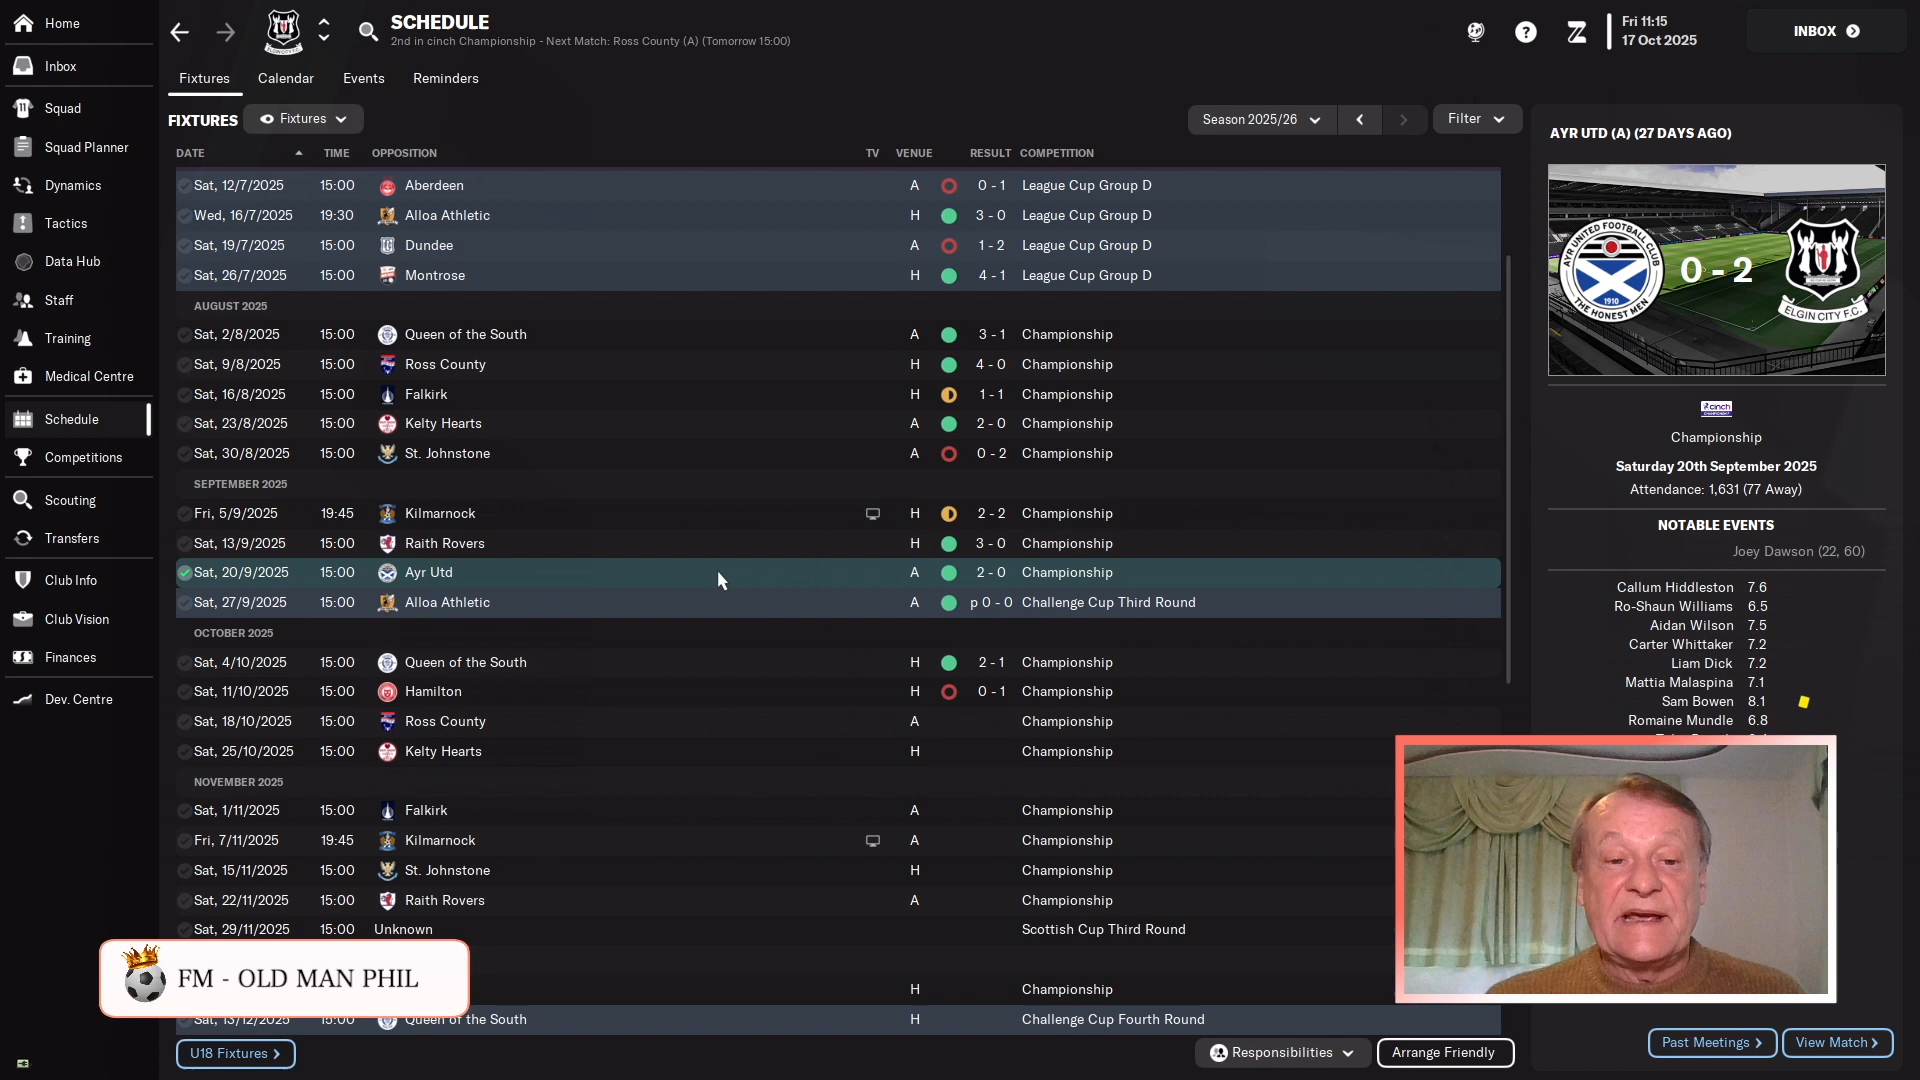 Home
Inbox
Squad
Squad Planner
Dynamics
Tactics
Data Hub
Staff
Training
Medical Centre
Schedule
Competitions
Scouting
Transfers
Club Info
Club Vision
Finances
Dev. Centre
ELGIN CITY F.C.
SCHEDULE
2nd in cinch Championship - Next Match: Ross County (A) (Tomorrow 15:00)
Fri 11:15
17 Oct 2025
INBOX
Fixtures Calendar Events Reminders
FIXTURES Fixtures Season 2025/26 Filter
DATE TIME OPPOSITION TV VENUE RESULT COMPETITION
Sat, 12/7/2025 15:00 Aberdeen A 0 - 1 League Cup Group D
Wed, 16/7/2025 19:30 Alloa Athletic H 3 - 0 League Cup Group D
Sat, 19/7/2025 15:00 Dundee A 1 - 2 League Cup Group D
Sat, 26/7/2025 15:00 Montrose H 4 - 1 League Cup Group D
AUGUST 2025
Sat, 2/8/2025 15:00 Queen of the South A 3 - 1 Championship
Sat, 9/8/2025 15:00 Ross County H 4 - 0 Championship
Sat, 16/8/2025 15:00 Falkirk H 1 - 1 Championship
Sat, 23/8/2025 15:00 Kelty Hearts A 2 - 0 Championship
Sat, 30/8/2025 15:00 St. Johnstone A 0 - 2 Championship
SEPTEMBER 2025
Fri, 5/9/2025 19:45 Kilmarnock H 2 - 2 Championship
Sat, 13/9/2025 15:00 Raith Rovers H 3 - 0 Championship
Sat, 20/9/2025 15:00 Ayr Utd A 2 - 0 Championship
Sat, 27/9/2025 15:00 Alloa Athletic A p 0 - 0 Challenge Cup Third Round
OCTOBER 2025
Sat, 4/10/2025 15:00 Queen of the South H 2 - 1 Championship
Sat, 11/10/2025 15:00 Hamilton H 0 - 1 Championship
Sat, 18/10/2025 15:00 Ross County A Championship
Sat, 25/10/2025 15:00 Kelty Hearts H Championship
NOVEMBER 2025
Sat, 1/11/2025 15:00 Falkirk A Championship
Fri, 7/11/2025 19:45 Kilmarnock A Championship
Sat, 15/11/2025 15:00 St. Johnstone H Championship
Sat, 22/11/2025 15:00 Raith Rovers A Championship
Sat, 29/11/2025 15:00 Unknown Scottish Cup Third Round
H Championship
Sat, 13/12/2025 15:00 Queen of the South H Challenge Cup Fourth Round
FM - OLD MAN PHIL
U18 Fixtures
Responsibilities
Arrange Friendly
AYR UTD (A) (27 DAYS AGO)
AYR UNITED FOOTBALL CLUB
1910
THE HONEST MEN
0 - 2
ELGIN CITY F.C.
cinch
Championship
Saturday 20th September 2025
Attendance: 1,631 (77 Away)
NOTABLE EVENTS
Joey Dawson (22, 60)
Callum Hiddleston 7.6
Ro-Shaun Williams 6.5
Aidan Wilson 7.5
Carter Whittaker 7.2
Liam Dick 7.2
Mattia Malaspina 7.1
Sam Bowen 8.1
Romaine Mundle 6.8
Past Meetings
View Match